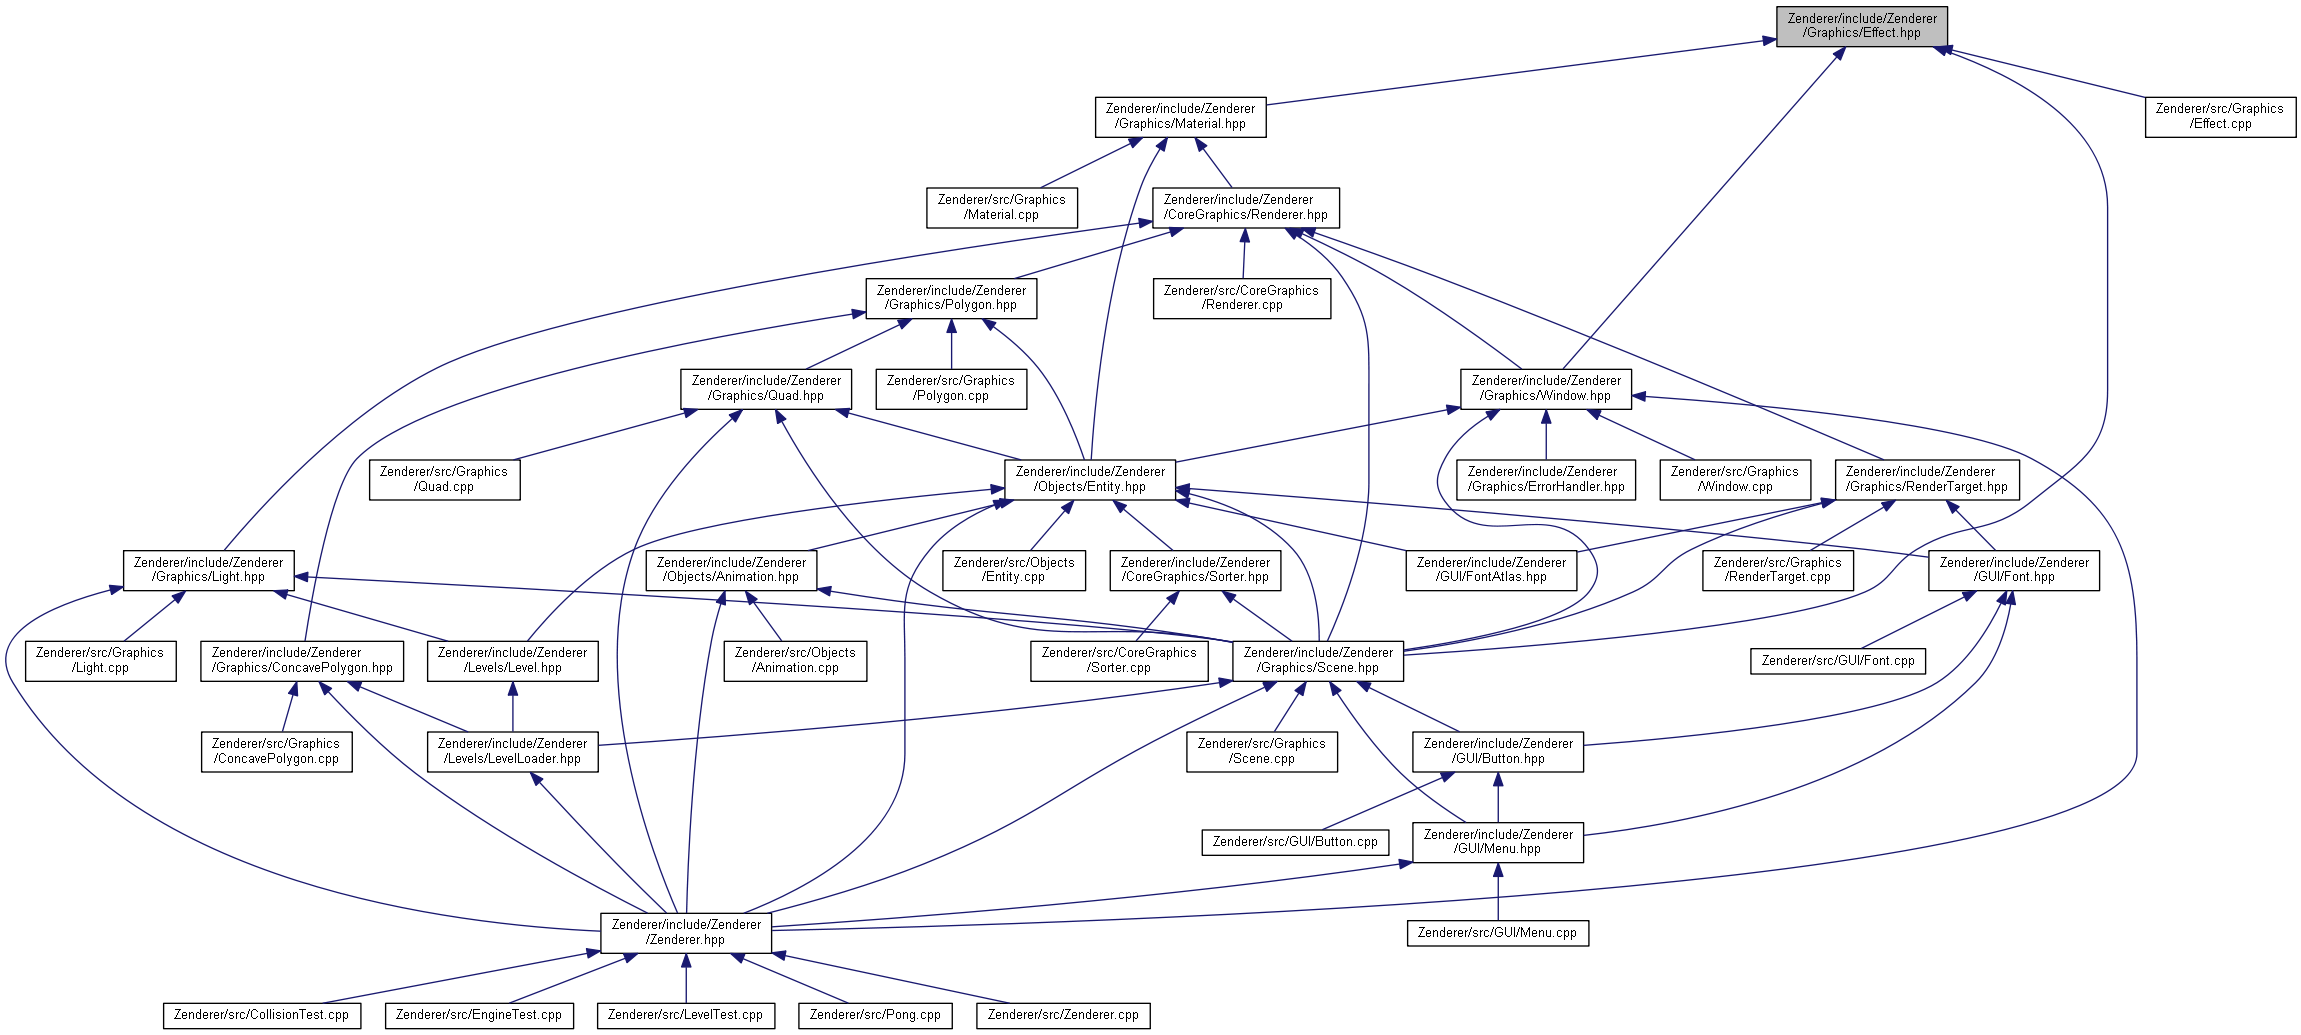 Zenderer/include/Zenderer
/Graphics/Effect.hpp
Zenderer/include/Zenderer
/Graphics/Material.hpp
Zenderer/src/Graphics
/Effect.cpp
Zenderer/src/Graphics
/Material.cpp
Zenderer/include/Zenderer
/CoreGraphics/Renderer.hpp
Zenderer/include/Zenderer
/Graphics/Polygon.hpp
Zenderer/src/CoreGraphics
/Renderer.cpp
Zenderer/include/Zenderer
/Graphics/Quad.hpp
Zenderer/src/Graphics
/Polygon.cpp
Zenderer/include/Zenderer
/Graphics/Window.hpp
Zenderer/src/Graphics
/Quad.cpp
Zenderer/include/Zenderer
/Objects/Entity.hpp
Zenderer/include/Zenderer
/Graphics/ErrorHandler.hpp
Zenderer/src/Graphics
/Window.cpp
Zenderer/include/Zenderer
/Graphics/RenderTarget.hpp
Zenderer/include/Zenderer
/Graphics/Light.hpp
Zenderer/include/Zenderer
/Objects/Animation.hpp
Zenderer/src/Objects
/Entity.cpp
Zenderer/include/Zenderer
/CoreGraphics/Sorter.hpp
Zenderer/include/Zenderer
/GUI/FontAtlas.hpp
Zenderer/src/Graphics
/RenderTarget.cpp
Zenderer/include/Zenderer
/GUI/Font.hpp
Zenderer/src/Graphics
/Light.cpp
Zenderer/include/Zenderer
/Graphics/ConcavePolygon.hpp
Zenderer/include/Zenderer
/Levels/Level.hpp
Zenderer/src/Objects
/Animation.cpp
Zenderer/src/CoreGraphics
/Sorter.cpp
Zenderer/include/Zenderer
/Graphics/Scene.hpp
Zenderer/src/GUI/Font.cpp
Zenderer/src/Graphics
/ConcavePolygon.cpp
Zenderer/include/Zenderer
/Levels/LevelLoader.hpp
Zenderer/src/Graphics
/Scene.cpp
Zenderer/include/Zenderer
/GUI/Button.hpp
Zenderer/src/GUI/Button.cpp
Zenderer/include/Zenderer
/GUI/Menu.hpp
Zenderer/include/Zenderer
/Zenderer.hpp
Zenderer/src/GUI/Menu.cpp
Zenderer/src/CollisionTest.cpp
Zenderer/src/EngineTest.cpp
Zenderer/src/LevelTest.cpp
Zenderer/src/Pong.cpp
Zenderer/src/Zenderer.cpp